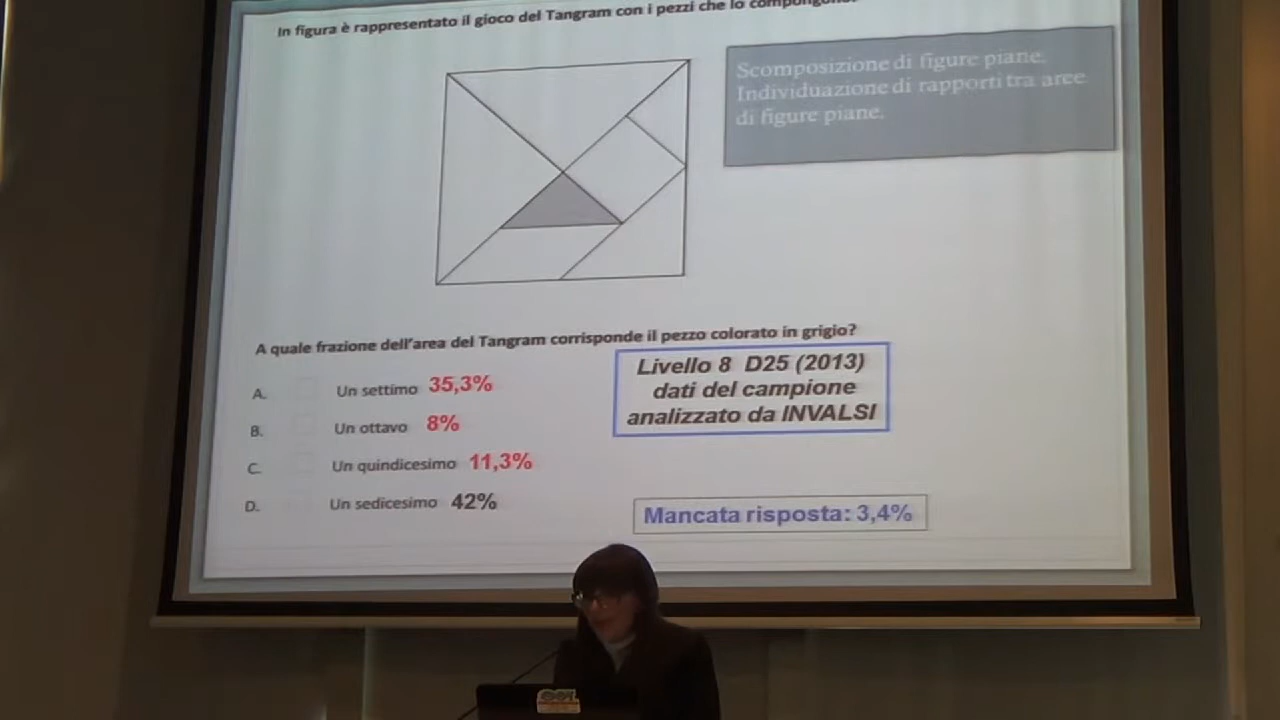 In figura è rappresentato il gioco del Tangram con i pezzi che lo compongono.
Scomposizione di figure piane.
Individuazione di rapporti tra aree
di figure piane.
A quale frazione dell'area del Tangram corrisponde il pezzo colorato in grigio?
A. Un settimo 35,3%
B. Un ottavo 8%
C. Un quindicesimo 11,3%
D. Un sedicesimo 42%
Livello 8 D25 (2013)
dati del campione
analizzato da INVALSI
Mancata risposta: 3,4%